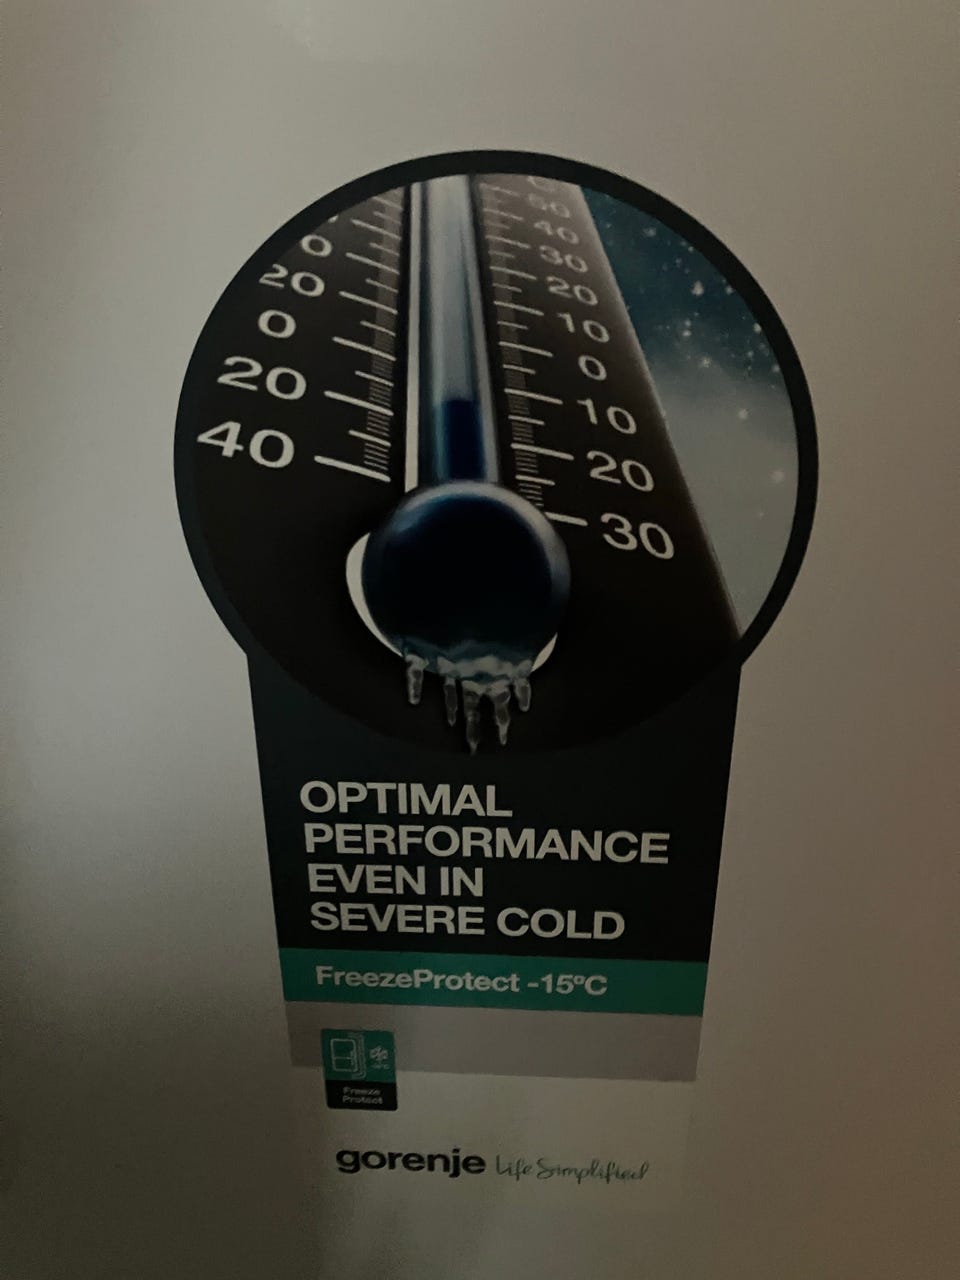 50
40
0
30
20
20
10
0
0
20
10
40
20
30
OPTIMAL
PERFORMANCE
EVEN IN
SEVERE COLD
FreezeProtect -15ºC
Freeze
Protect
gorenje Life Simplified